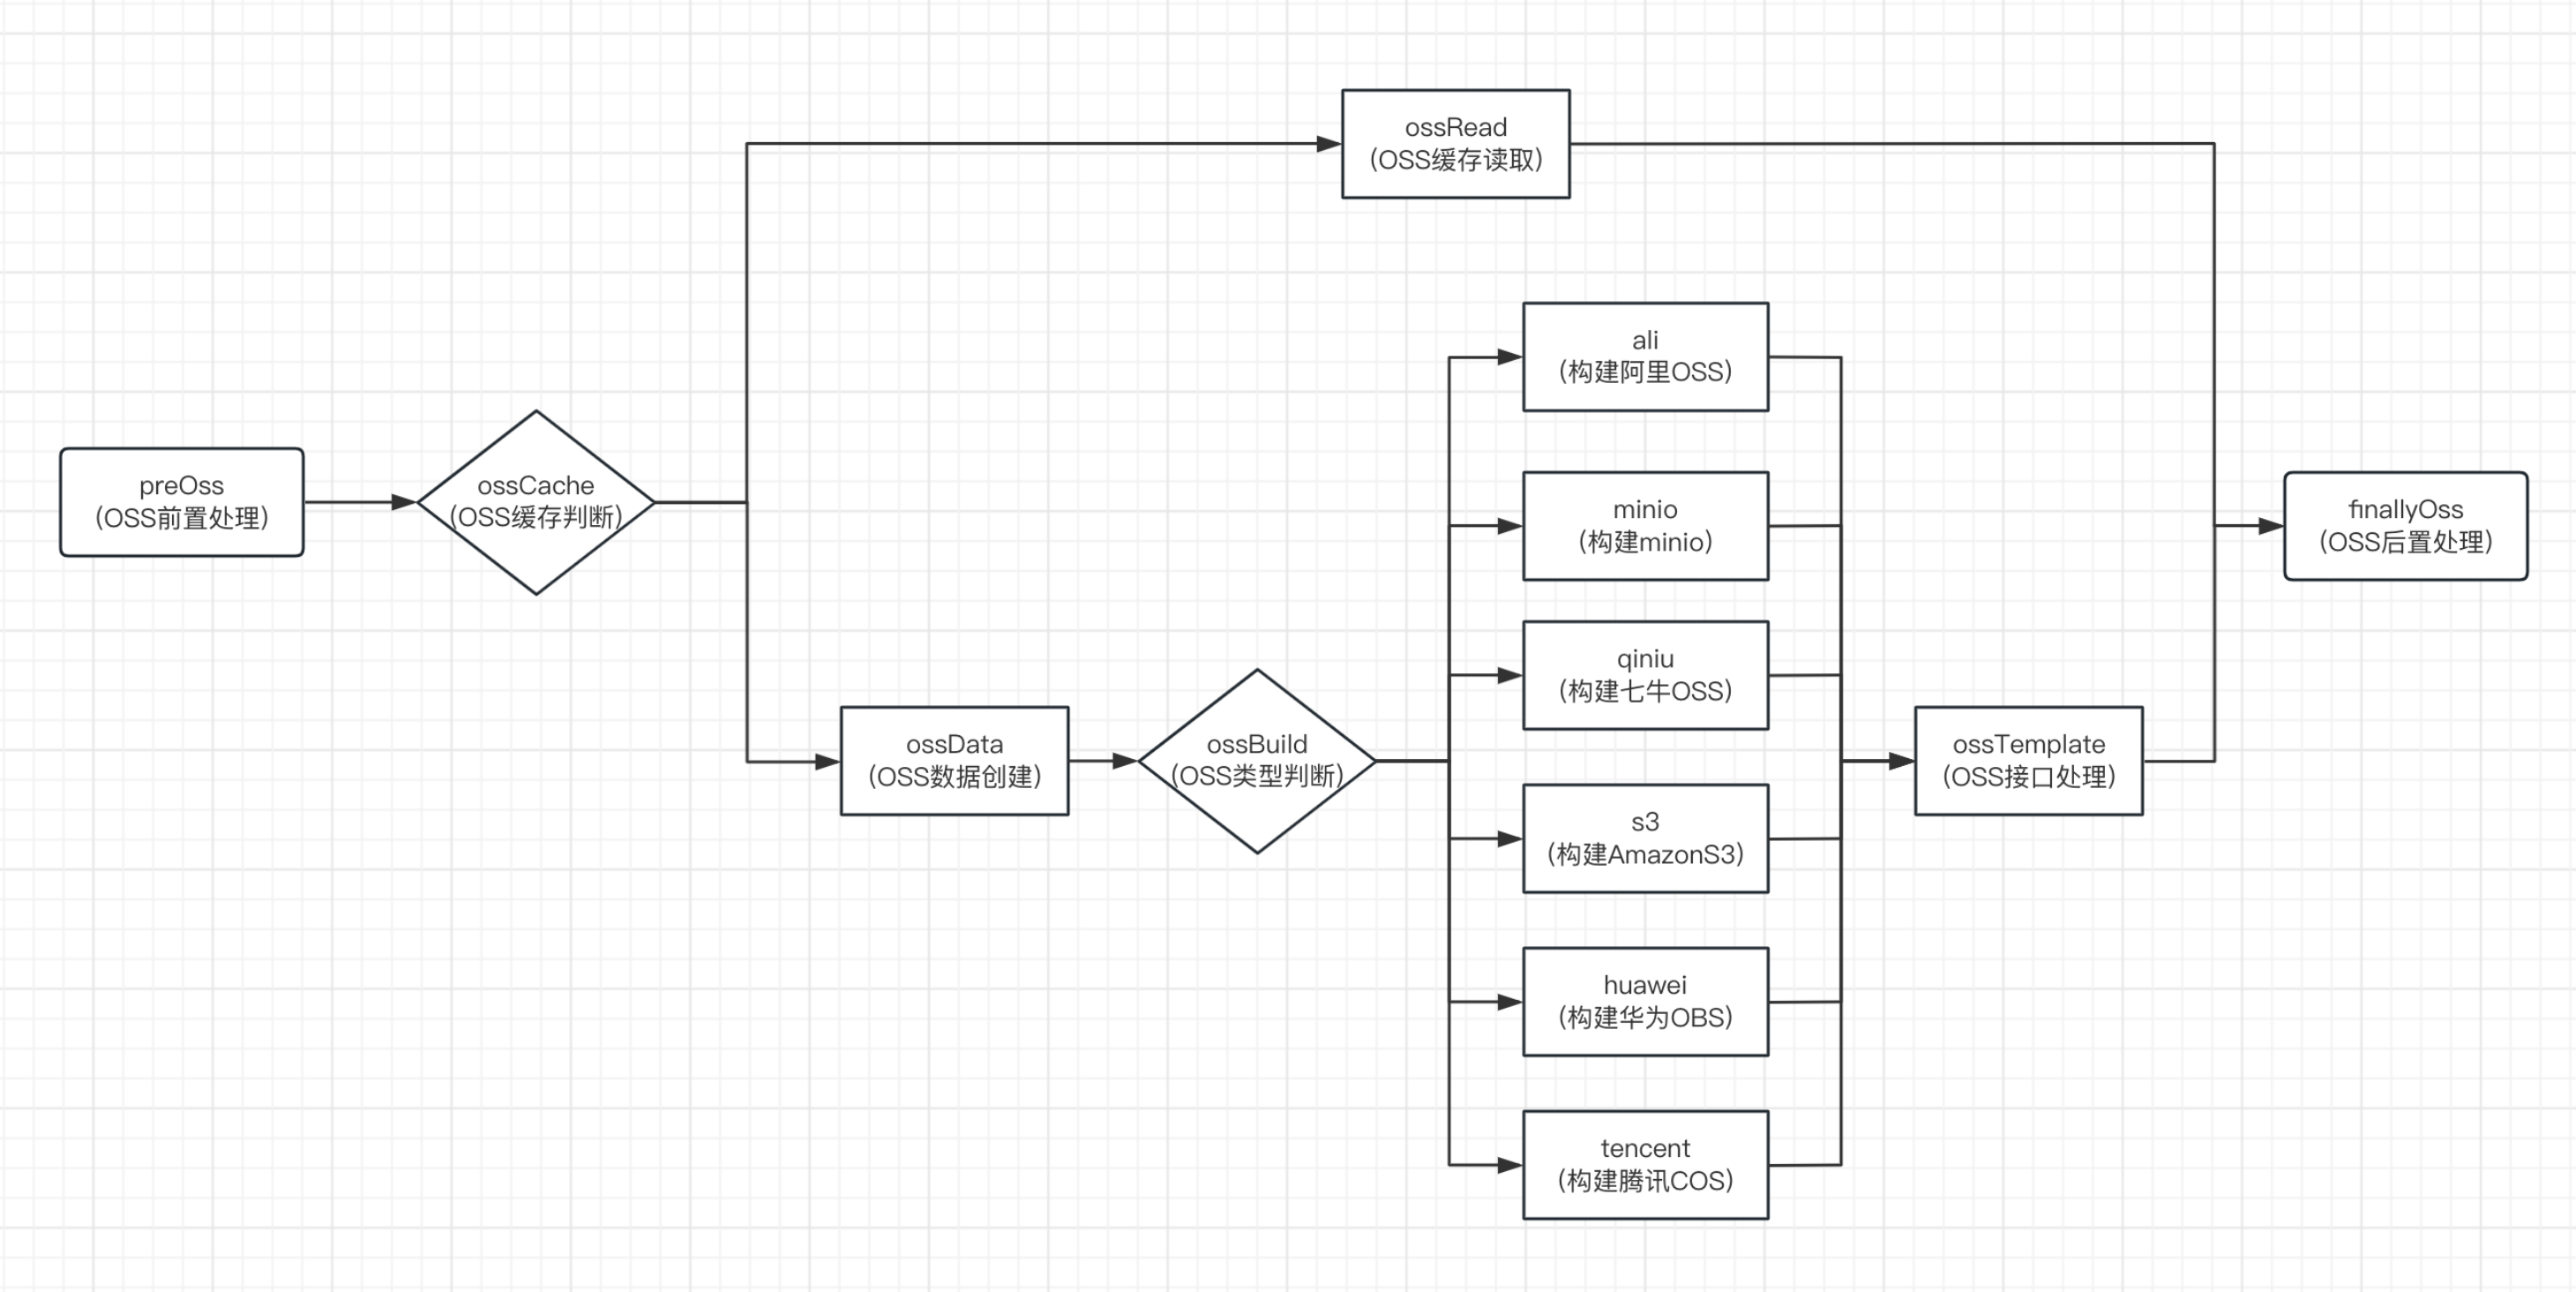 preOss
(OSS前置处理)
ossCache
(OSS缓存判断)
ossRead
(OSS缓存读取)
ossData
(OSS数据创建)
ossBuild
(OSS类型判断)
ali
(构建阿里OSS)
minio
(构建minio)
qiniu
(构建七牛OSS)
s3
(构建AmazonS3)
huawei
(构建华为OBS)
tencent
(构建腾讯COS)
ossTemplate
(OSS接口处理)
finallyOss
(OSS后置处理)